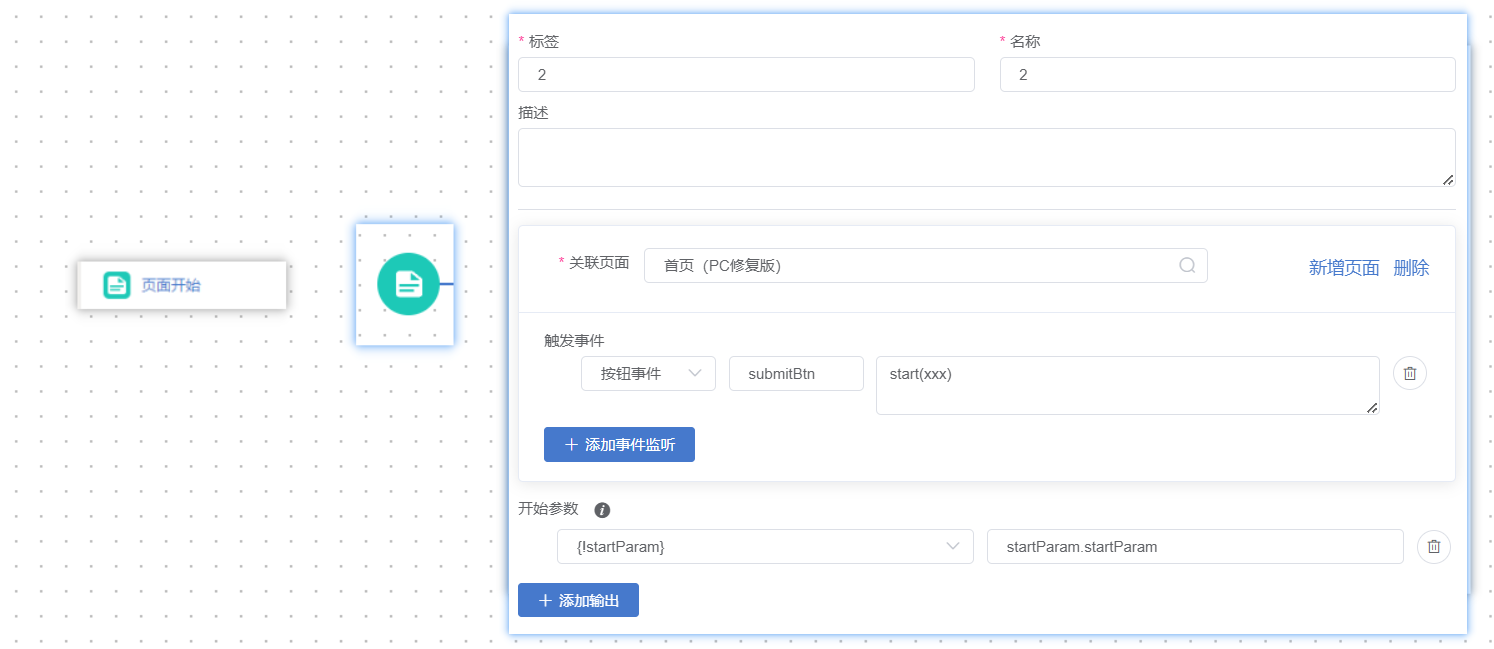 页面开始
* 标签
* 名称
2
2
描述
* 关联页面
首页（PC修复版）
新增页面 删除
触发事件
按钮事件
submitBtn
start(xxx)
添加事件监听
开始参数
{!startParam}
startParam.startParam
添加输出